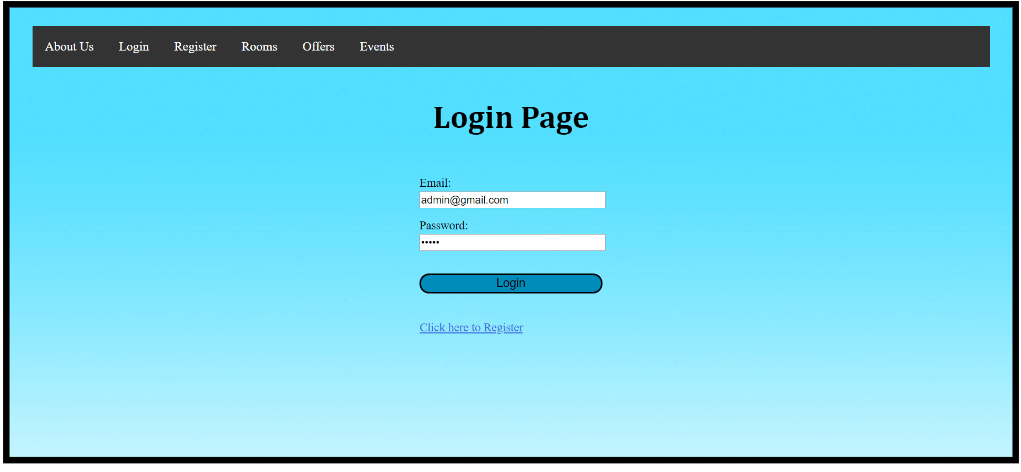 About Us Login Register Rooms Offers Events
Login Page
Email:
admin@gmail.com
Password:
•••••
Login
Click here to Register